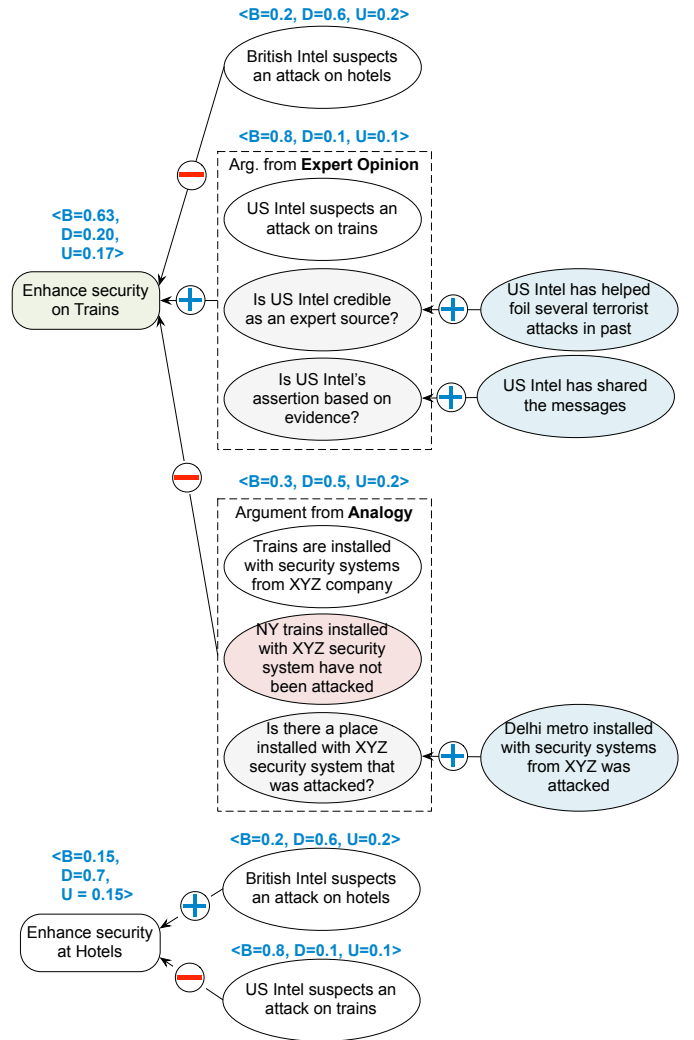 <B=0.2, D=0.6, U=0.2>
British Intel suspects
an attack on hotels
<B=0.8, D=0.1, U=0.1>
Arg. from Expert Opinion
US Intel suspects an
attack on trains
<B=0.63,
D=0.20,
U=0.17>
Enhance security
on Trains
Is US Intel credible
as an expert source?
US Intel has helped
foil several terrorist
attacks in past
Is US Intel’s
assertion based on
evidence?
US Intel has shared
the messages
<B=0.3, D=0.5, U=0.2>
Argument from Analogy
Trains are installed
with security systems
from XYZ company
NY trains installed
with XYZ security
system have not
been attacked
Is there a place
installed with XYZ
security system that
was attacked?
Delhi metro installed
with security systems
from XYZ was
attacked
<B=0.2, D=0.6, U=0.2>
British Intel suspects
an attack on hotels
<B=0.15,
D=0.7,
U = 0.15>
Enhance security
at Hotels
<B=0.8, D=0.1, U=0.1>
US Intel suspects an
attack on trains